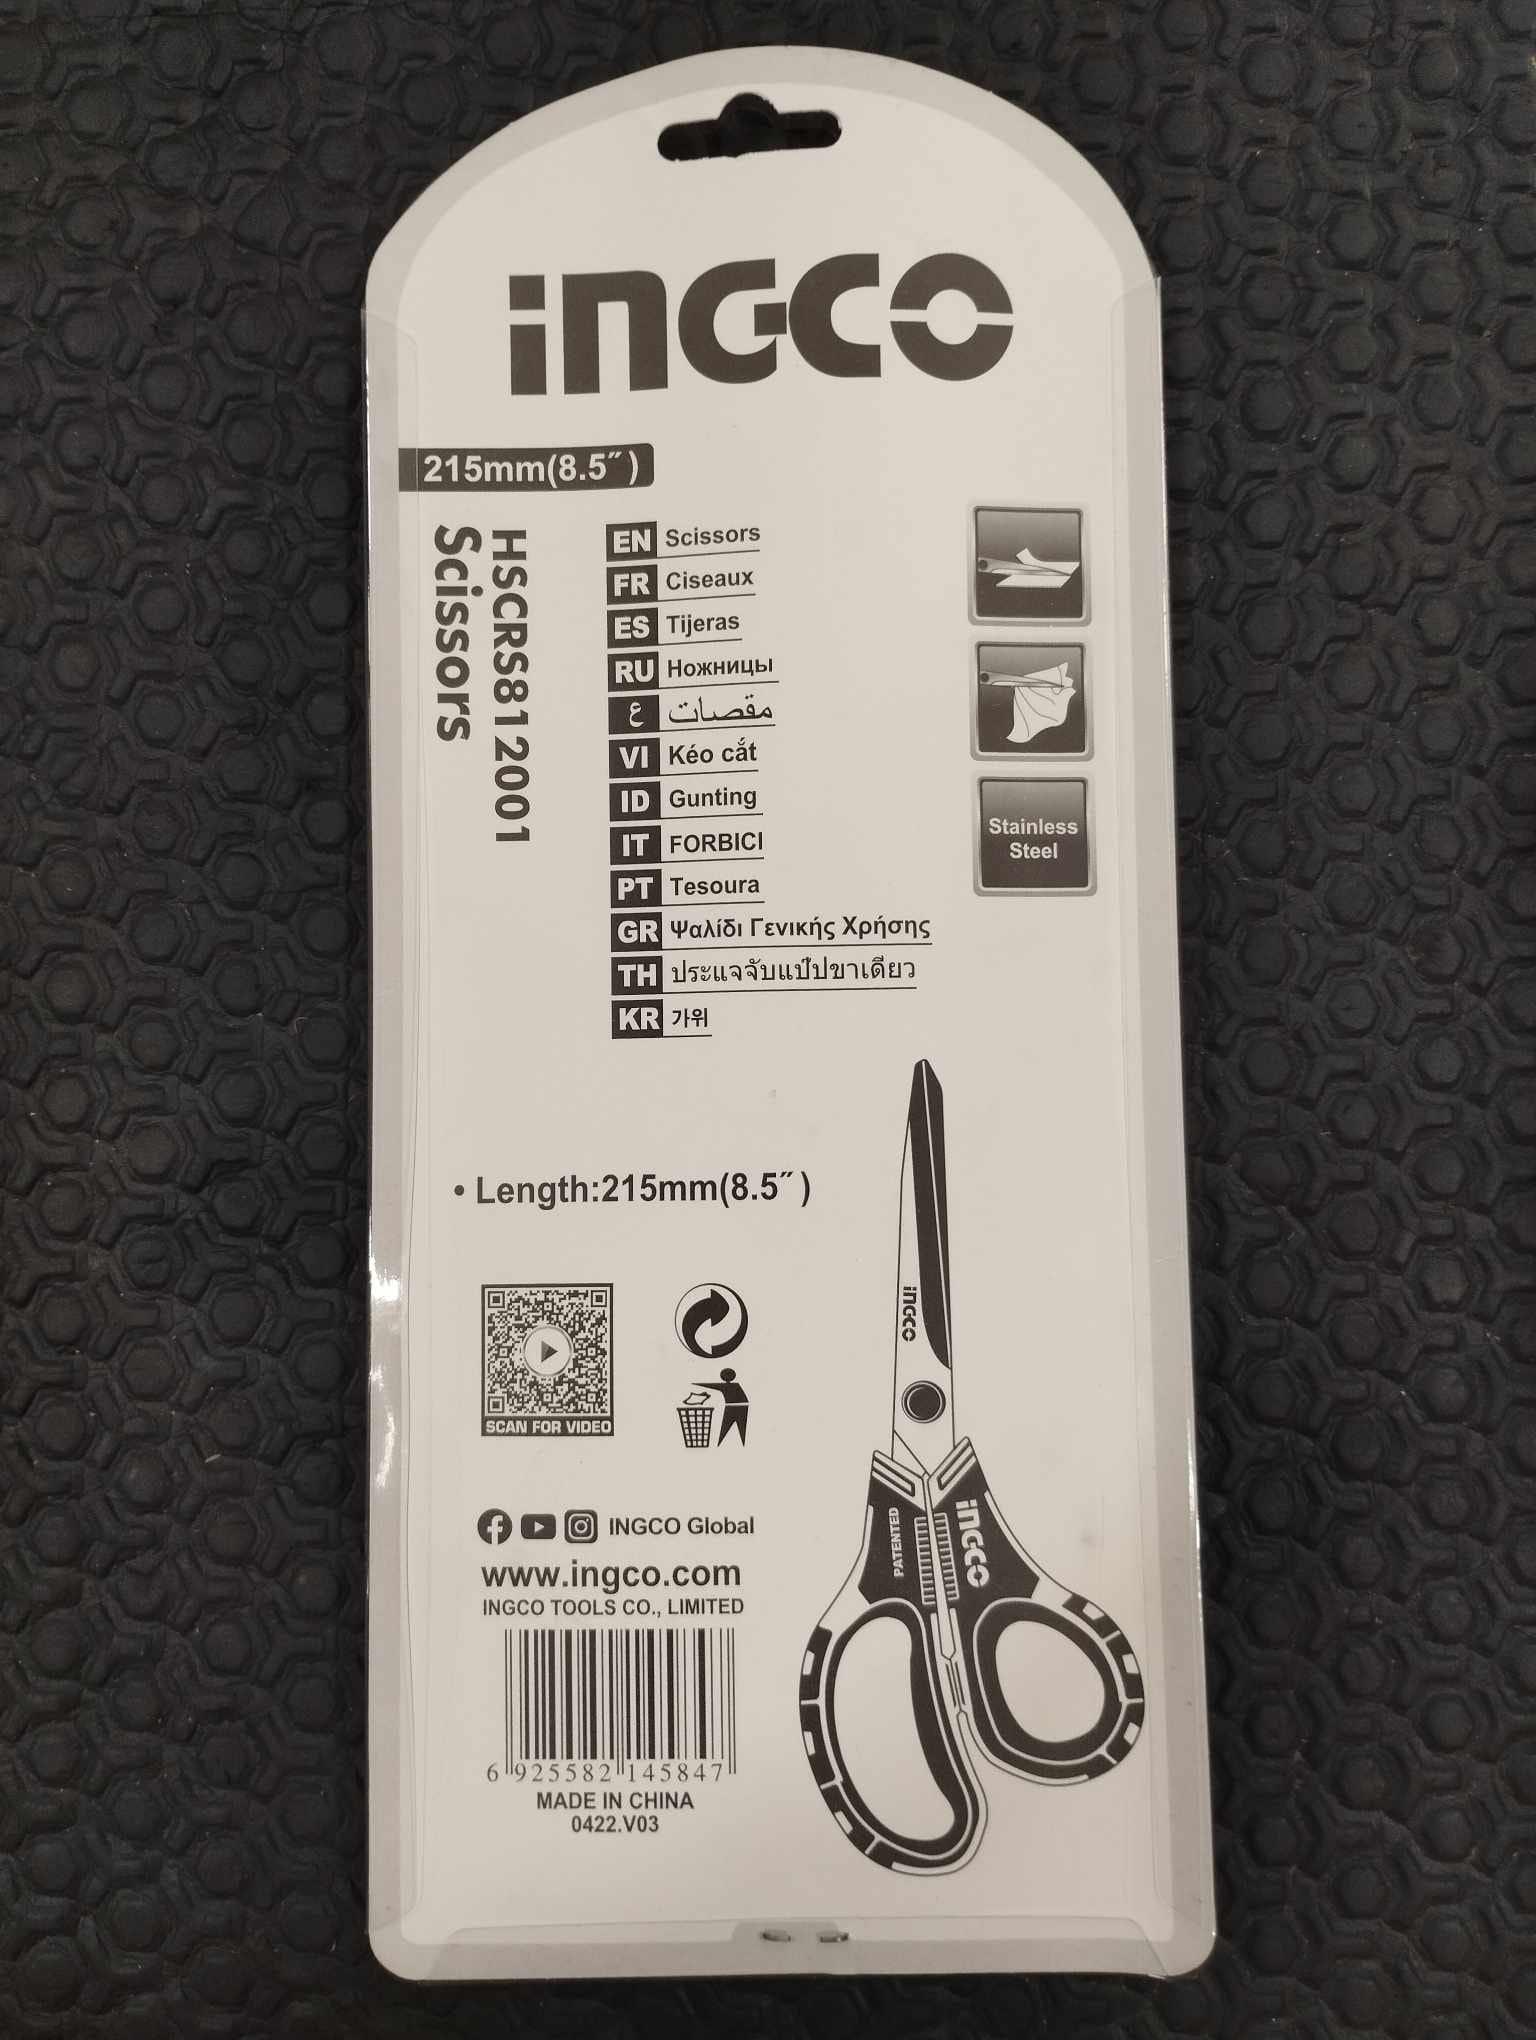 INGCO
215mm(8.5˝)
HSCRS812001
Scissors
EN Scissors
FR Ciseaux
ES Tijeras
RU Ножницы
ع مقصات
VI Kéo cắt
ID Gunting
IT FORBICI
PT Tesoura
GR Ψαλίδι Γενικής Χρήσης
TH ประแจจับแป๊ปขาเดียว
KR 가위
Stainless
Steel
• Length:215mm(8.5˝)
SCAN FOR VIDEO
INGCO
PATENTED
INGCO
INGCO Global
www.ingco.com
INGCO TOOLS CO., LIMITED
6 925582 145847
MADE IN CHINA
0422.V03